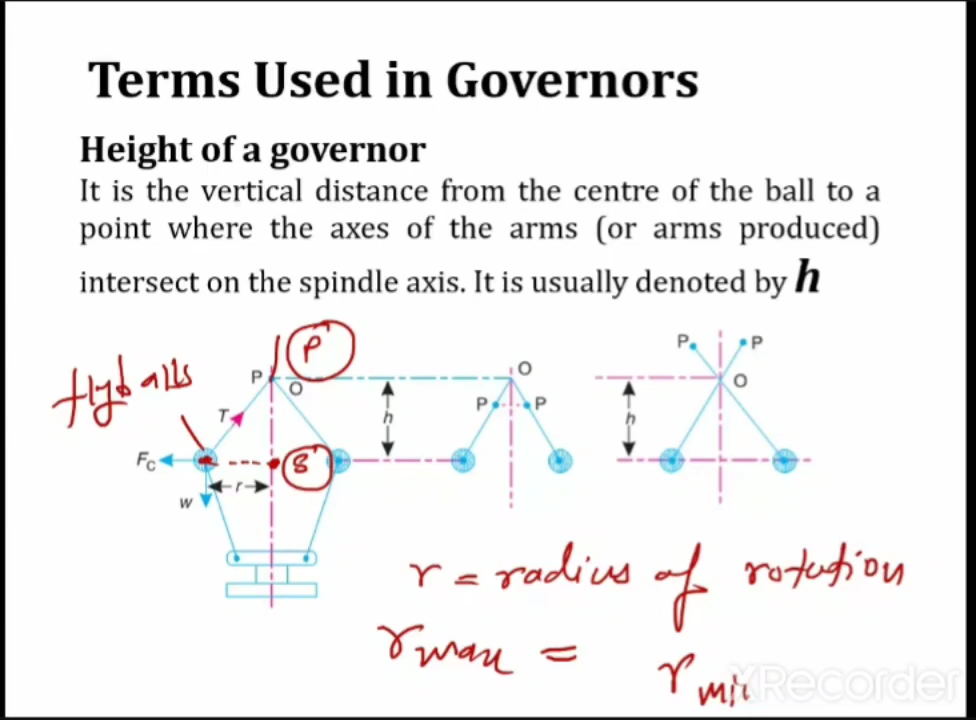 Terms Used in Governors
Height of a governor
It is the vertical distance from the centre of the ball to a
point where the axes of the arms (or arms produced)
intersect on the spindle axis. It is usually denoted by h
P
P
O
flyballs
T
h
Fc
B
r
w
O
P
P
h
P
P
O
h
r = radius of rotation
rmax =
rmin
XRecorder